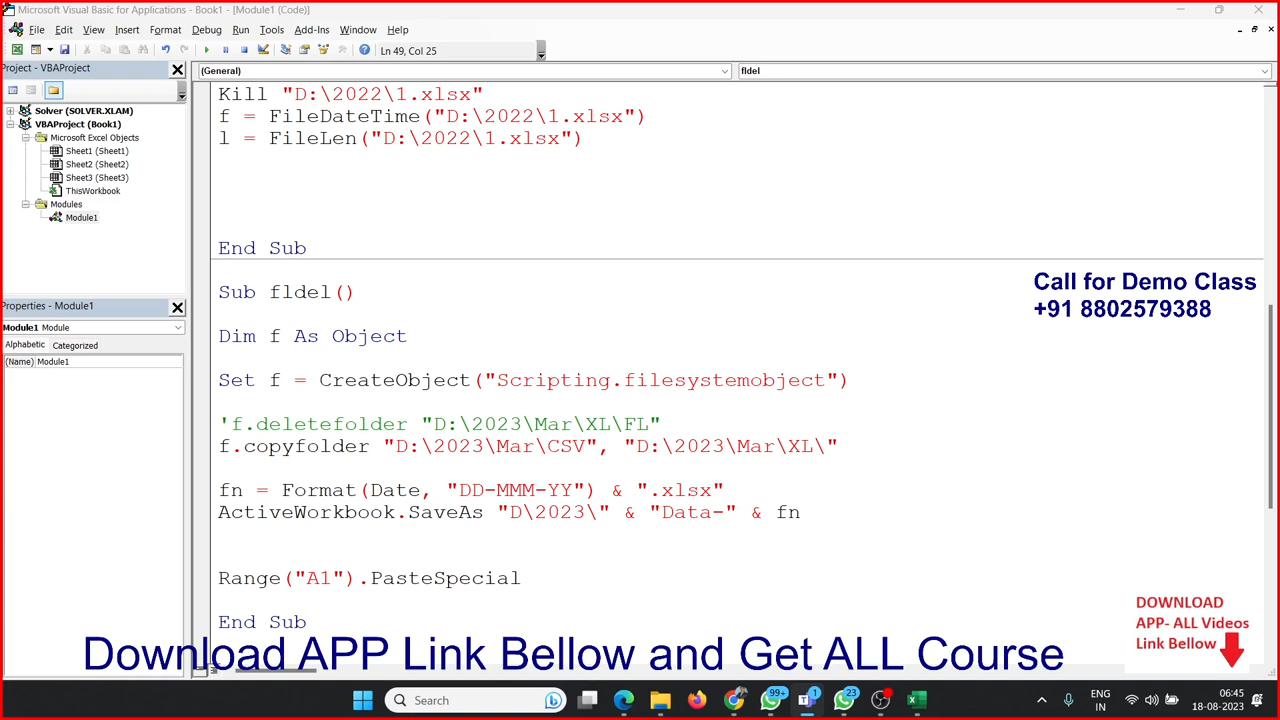 Microsoft Visual Basic for Applications - Book1 - [Module1 (Code)]
File Edit View Insert Format Debug Run Tools Add-Ins Window Help
Ln 49, Col 25
Project - VBAProject
(General)
fldel
Solver (SOLVER.XLAM)
VBAProject (Book1)
Microsoft Excel Objects
Sheet1 (Sheet1)
Sheet2 (Sheet2)
Sheet3 (Sheet3)
ThisWorkbook
Modules
Module1
Properties - Module1
Module1 Module
Alphabetic Categorized
(Name) Module1
Kill "D:\2022\1.xlsx"
f = FileDateTime("D:\2022\1.xlsx")
l = FileLen("D:\2022\1.xlsx")
End Sub
Sub fldel()
Dim f As Object
Set f = CreateObject("Scripting.filesystemobject")
'f.deletefolder "D:\2023\Mar\XL\FL"
f.copyfolder "D:\2023\Mar\CSV", "D:\2023\Mar\XL\"
fn = Format(Date, "DD-MMM-YY") & ".xlsx"
ActiveWorkbook.SaveAs "D\2023\" & "Data-" & fn
Range("A1").PasteSpecial
End Sub
Call for Demo Class
+91 8802579388
DOWNLOAD
APP- ALL Videos
Link Bellow
Download APP Link Bellow and Get ALL Course
Search
99+
1
23
ENG
IN
06:45
18-08-2023